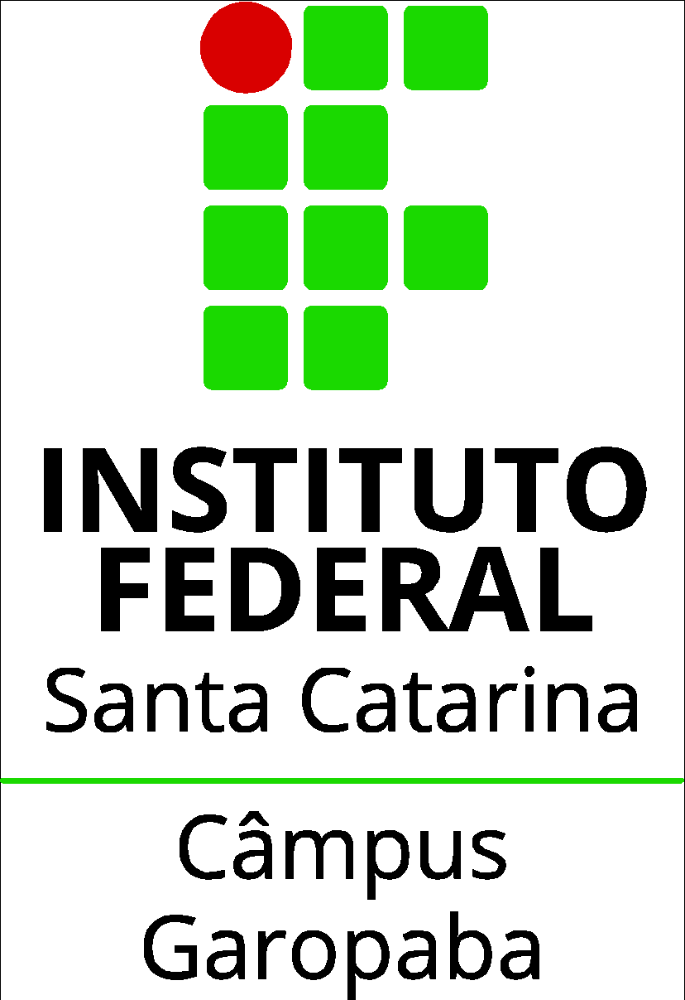 INSTITUTO
FEDERAL
Santa Catarina
Câmpus
Garopaba